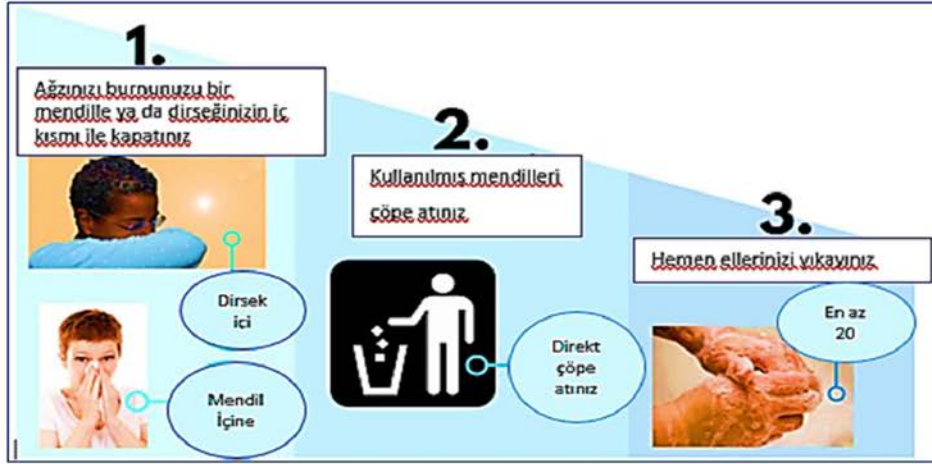 1.
Ağzınızı burnunuzu bir
mendille ya da dirseğinizin iç
kısmı ile kapatınız
Dirsek
içi
Mendil
İçine
2.
Kullanılmış mendilleri
çöpe atınız
Direkt
çöpe
atınız
3.
Hemen ellerinizi yıkayınız
En az
20